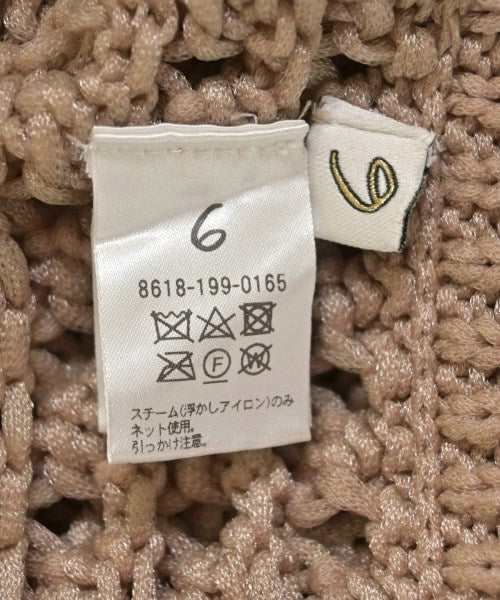 6
6
8618-199-0165
F W
スチーム(浮かしアイロン)のみ
ネット使用。
引っかけ注意。